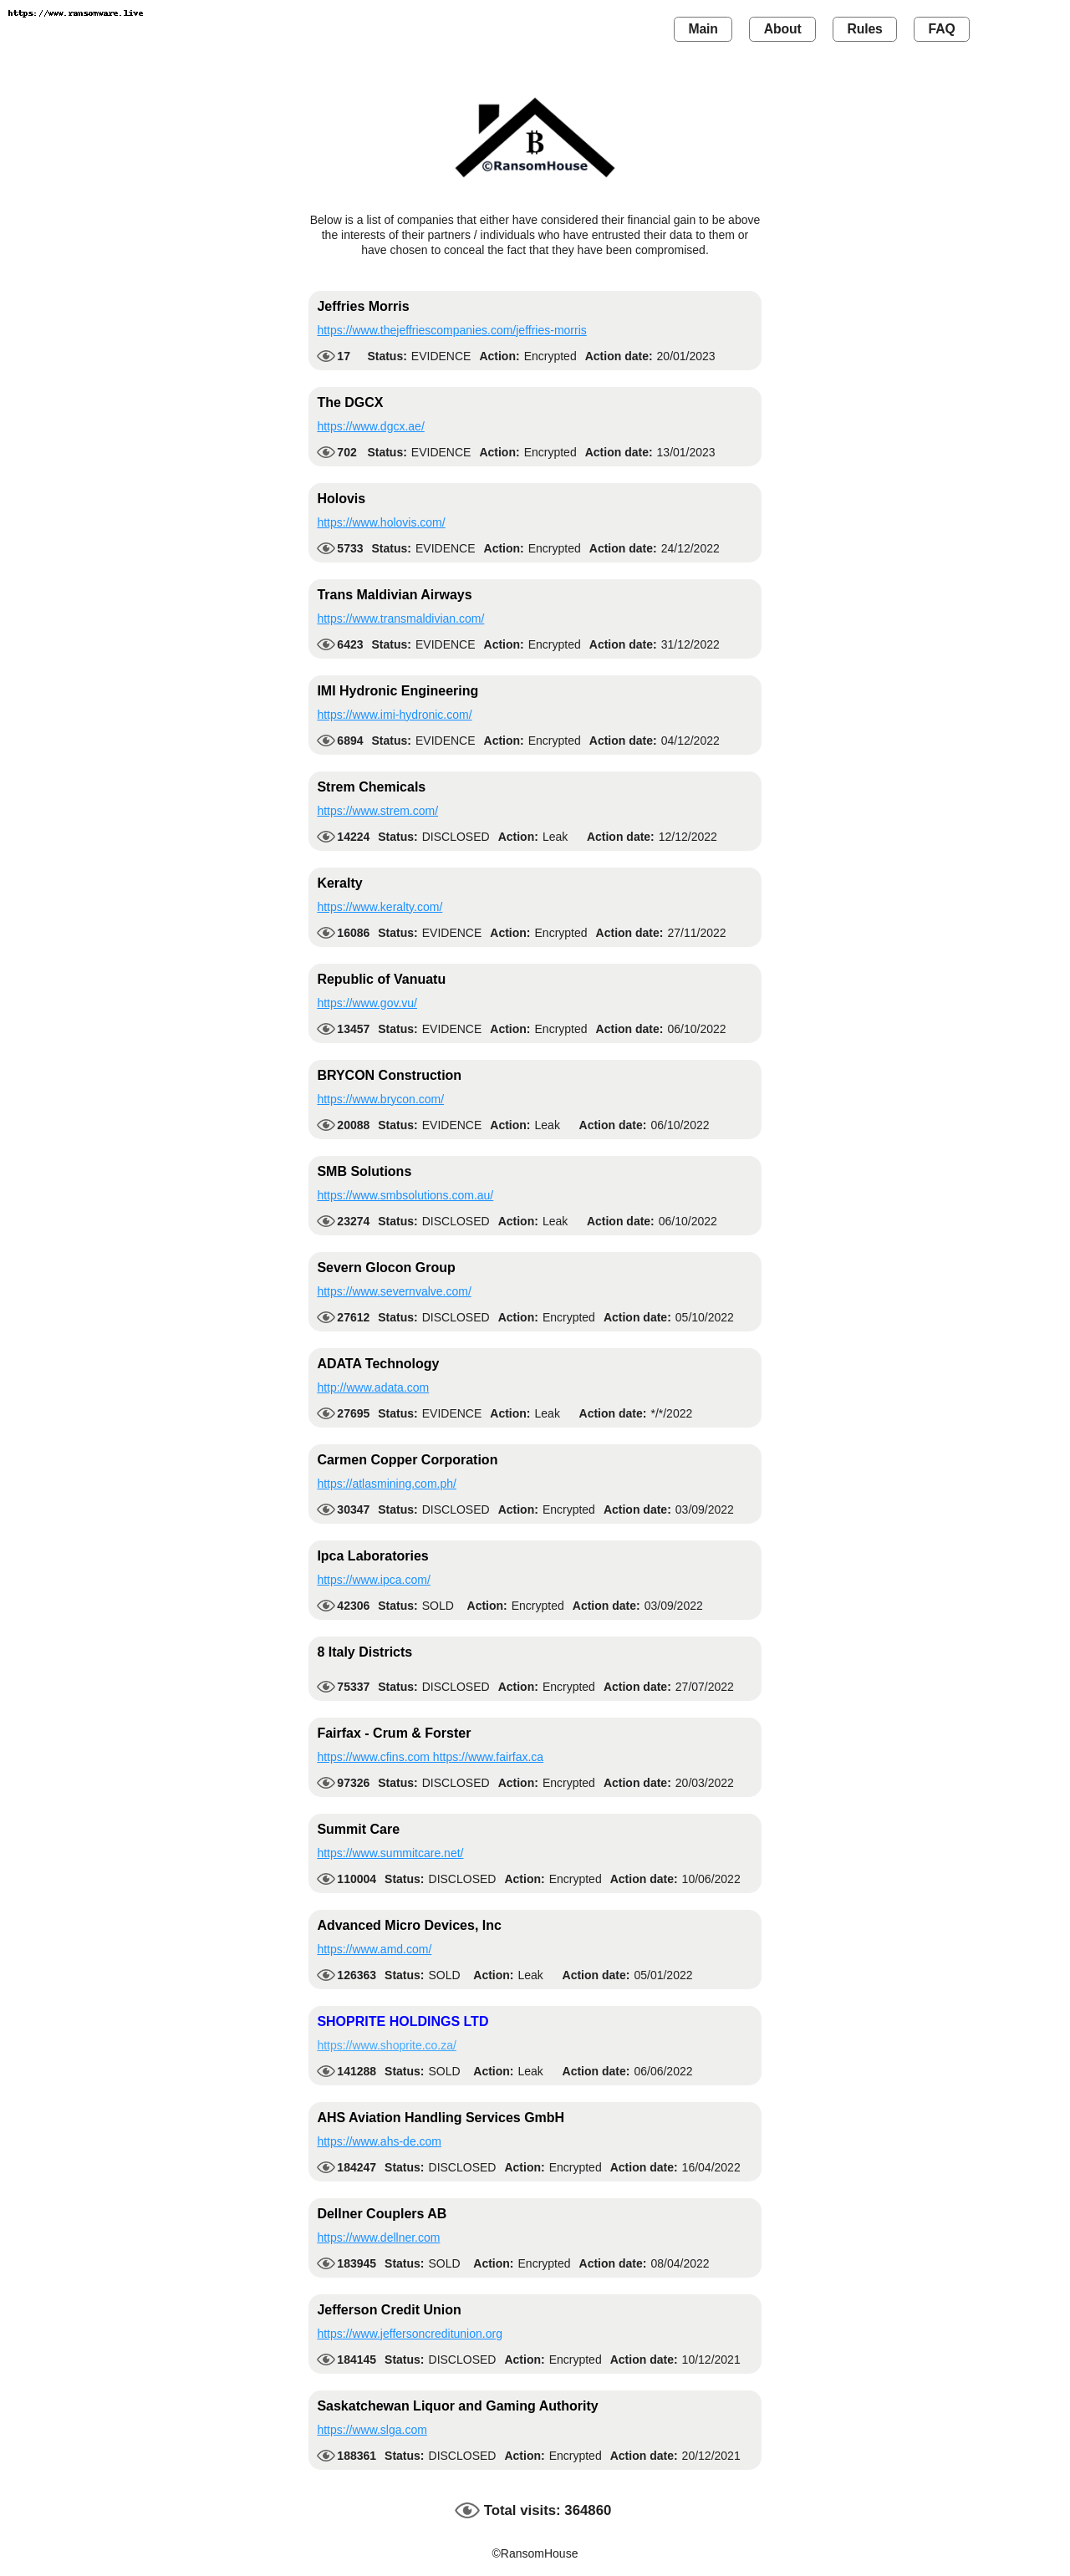 https://www.ransomware.live
Main About Rules FAQ
฿
©RansomHouse
Below is a list of companies that either have considered their financial gain to be above
the interests of their partners / individuals who have entrusted their data to them or
have chosen to conceal the fact that they have been compromised.
Jeffries Morris
https://www.thejeffriescompanies.com/jeffries-morris
17 Status: EVIDENCE Action: Encrypted Action date: 20/01/2023
The DGCX
https://www.dgcx.ae/
702 Status: EVIDENCE Action: Encrypted Action date: 13/01/2023
Holovis
https://www.holovis.com/
5733 Status: EVIDENCE Action: Encrypted Action date: 24/12/2022
Trans Maldivian Airways
https://www.transmaldivian.com/
6423 Status: EVIDENCE Action: Encrypted Action date: 31/12/2022
IMI Hydronic Engineering
https://www.imi-hydronic.com/
6894 Status: EVIDENCE Action: Encrypted Action date: 04/12/2022
Strem Chemicals
https://www.strem.com/
14224 Status: DISCLOSED Action: Leak Action date: 12/12/2022
Keralty
https://www.keralty.com/
16086 Status: EVIDENCE Action: Encrypted Action date: 27/11/2022
Republic of Vanuatu
https://www.gov.vu/
13457 Status: EVIDENCE Action: Encrypted Action date: 06/10/2022
BRYCON Construction
https://www.brycon.com/
20088 Status: EVIDENCE Action: Leak Action date: 06/10/2022
SMB Solutions
https://www.smbsolutions.com.au/
23274 Status: DISCLOSED Action: Leak Action date: 06/10/2022
Severn Glocon Group
https://www.severnvalve.com/
27612 Status: DISCLOSED Action: Encrypted Action date: 05/10/2022
ADATA Technology
http://www.adata.com
27695 Status: EVIDENCE Action: Leak Action date: */*/2022
Carmen Copper Corporation
https://atlasmining.com.ph/
30347 Status: DISCLOSED Action: Encrypted Action date: 03/09/2022
Ipca Laboratories
https://www.ipca.com/
42306 Status: SOLD Action: Encrypted Action date: 03/09/2022
8 Italy Districts
75337 Status: DISCLOSED Action: Encrypted Action date: 27/07/2022
Fairfax - Crum & Forster
https://www.cfins.com https://www.fairfax.ca
97326 Status: DISCLOSED Action: Encrypted Action date: 20/03/2022
Summit Care
https://www.summitcare.net/
110004 Status: DISCLOSED Action: Encrypted Action date: 10/06/2022
Advanced Micro Devices, Inc
https://www.amd.com/
126363 Status: SOLD Action: Leak Action date: 05/01/2022
SHOPRITE HOLDINGS LTD
https://www.shoprite.co.za/
141288 Status: SOLD Action: Leak Action date: 06/06/2022
AHS Aviation Handling Services GmbH
https://www.ahs-de.com
184247 Status: DISCLOSED Action: Encrypted Action date: 16/04/2022
Dellner Couplers AB
https://www.dellner.com
183945 Status: SOLD Action: Encrypted Action date: 08/04/2022
Jefferson Credit Union
https://www.jeffersoncreditunion.org
184145 Status: DISCLOSED Action: Encrypted Action date: 10/12/2021
Saskatchewan Liquor and Gaming Authority
https://www.slga.com
188361 Status: DISCLOSED Action: Encrypted Action date: 20/12/2021
Total visits: 364860
©RansomHouse